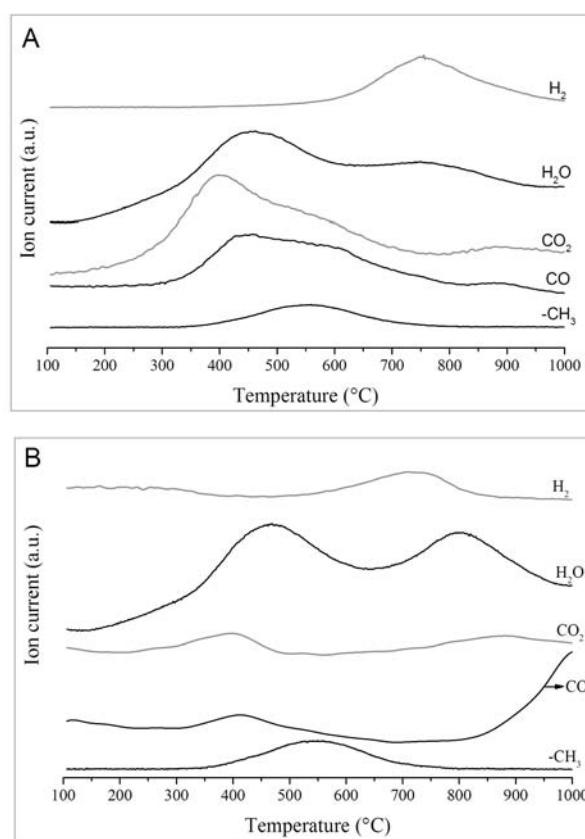 A
H₂
H₂O
CO₂
CO
-CH₃
Ion current (a.u.)
100 200 300 400 500 600 700 800 900 1000
Temperature (°C)
B
H₂
H₂O
CO₂
CO
-CH₃
Ion current (a.u.)
100 200 300 400 500 600 700 800 900 1000
Temperature (°C)